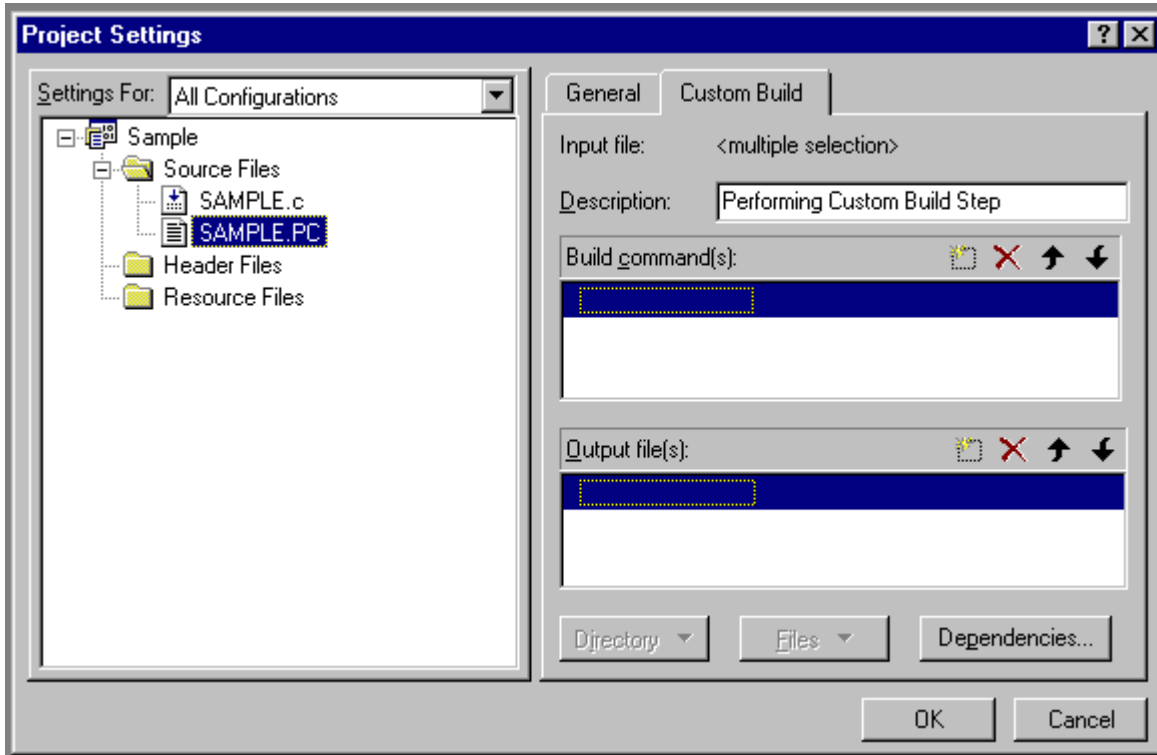 Project Settings
Settings For: All Configurations
Sample
Source Files
SAMPLE.c
SAMPLE.PC
Header Files
Resource Files
General Custom Build
Input file: <multiple selection>
Description: Performing Custom Build Step
Build command(s):
Output file(s):
Directory Files Dependencies...
OK Cancel